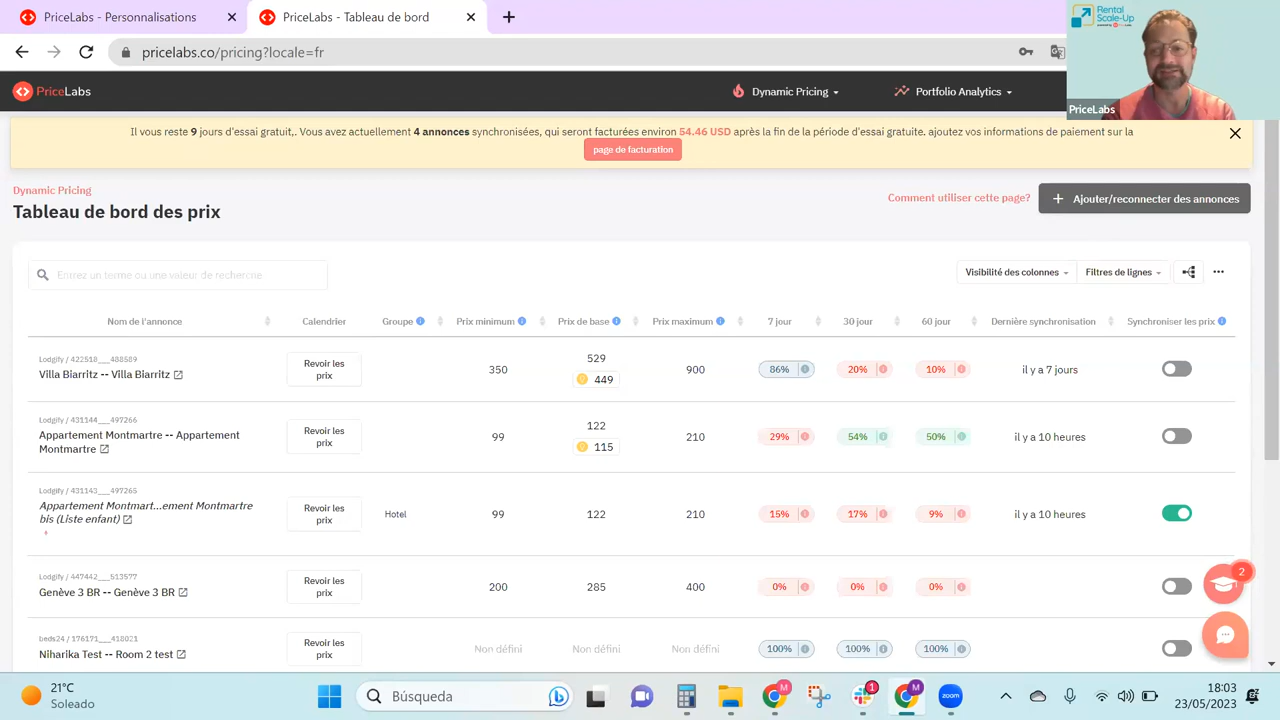 PriceLabs - Personnalisations
PriceLabs - Tableau de bord
pricelabs.co/pricing?locale=fr
Rental
Scale-Up
PriceLabs
PriceLabs
Dynamic Pricing
Portfolio Analytics
Il vous reste 9 jours d'essai gratuit,. Vous avez actuellement 4 annonces synchronisées, qui seront facturées environ 54.46 USD après la fin de la période d'essai gratuite. ajoutez vos informations de paiement sur la
page de facturation
Dynamic Pricing
Tableau de bord des prix
Comment utiliser cette page?
Ajouter/reconnecter des annonces
Entrez un terme ou une valeur de recherche
Visibilité des colonnes
Filtres de lignes
Nom de l'annonce Calendrier Groupe Prix minimum Prix de base Prix maximum 7 jour 30 jour 60 jour Dernière synchronisation Synchroniser les prix
Lodgify / 422518___488589
Villa Biarritz -- Villa Biarritz
Revoir les
prix
350
529
449
900
86%
20%
10%
il y a 7 jours
Lodgify / 431144___497266
Appartement Montmartre -- Appartement
Montmartre
Revoir les
prix
99
122
115
210
29%
54%
50%
il y a 10 heures
Lodgify / 431143___497265
Appartement Montmart...ement Montmartre
bis (Liste enfant)
*
Revoir les
prix
Hotel
99
122
210
15%
17%
9%
il y a 10 heures
Lodgify / 447442___513577
Genève 3 BR -- Genève 3 BR
Revoir les
prix
200
285
400
0%
0%
0%
2
beds24 / 176171___418021
Niharika Test -- Room 2 test
Revoir les
prix
Non défini
Non défini
Non défini
100%
100%
100%
21°C
Soleado
Búsqueda
M
1
M
zoom
18:03
23/05/2023